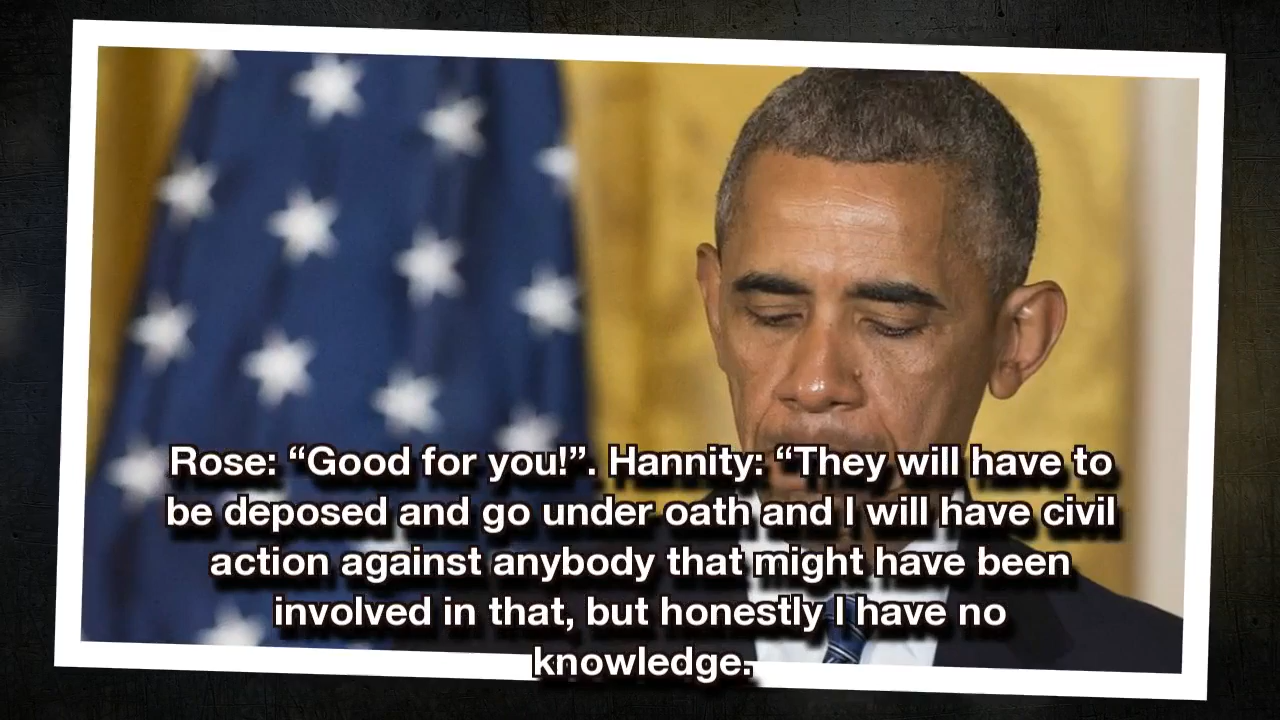 Rose: “Good for you!”. Hannity: “They will have to
be deposed and go under oath and I will have civil
action against anybody that might have been
involved in that, but honestly I have no
knowledge.